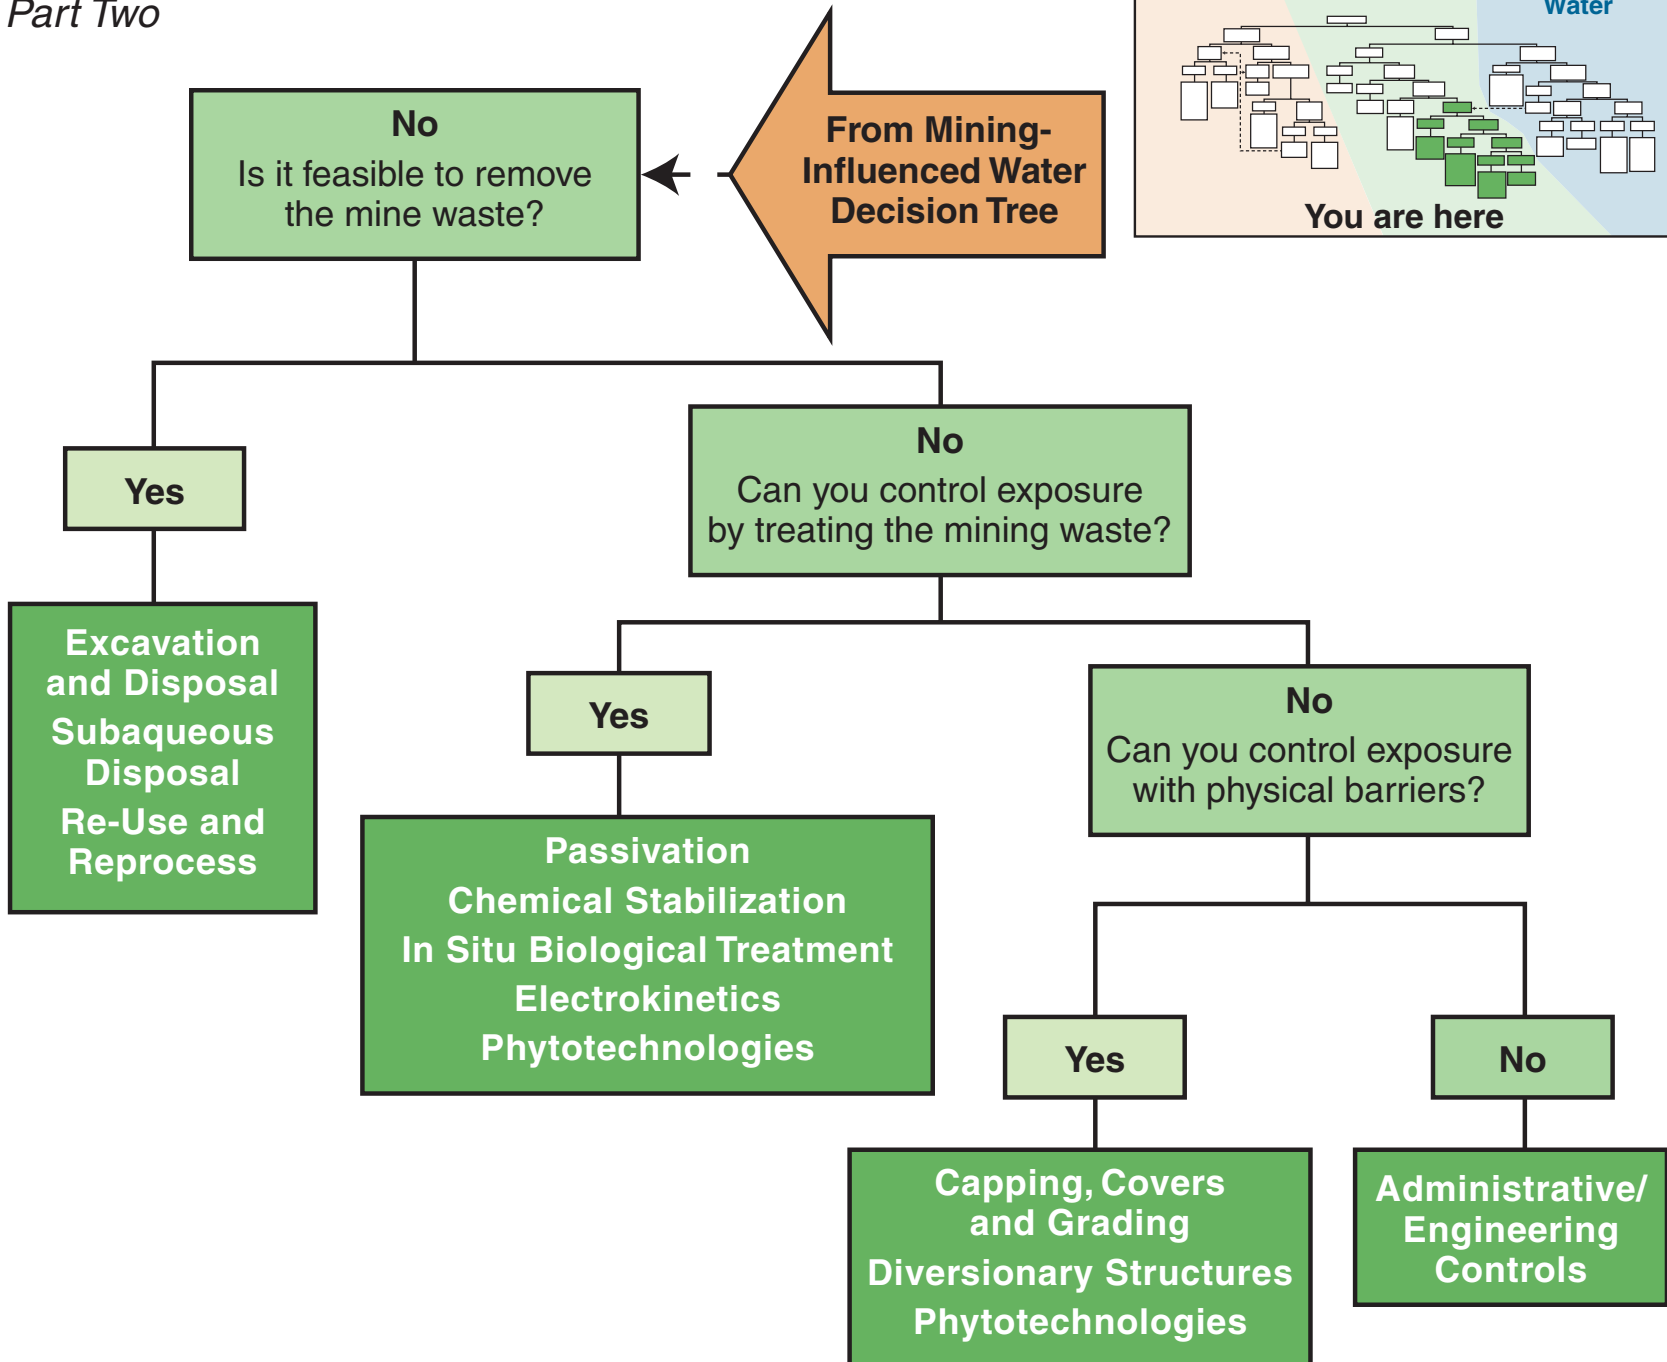 Part Two
Water
You are here
From Mining-
Influenced Water
Decision Tree
No
Is it feasible to remove
the mine waste?
Yes
Excavation
and Disposal
Subaqueous
Disposal
Re-Use and
Reprocess
No
Can you control exposure
by treating the mining waste?
Yes
Passivation
Chemical Stabilization
In Situ Biological Treatment
Electrokinetics
Phytotechnologies
No
Can you control exposure
with physical barriers?
Yes
Capping, Covers
and Grading
Diversionary Structures
Phytotechnologies
No
Administrative/
Engineering
Controls